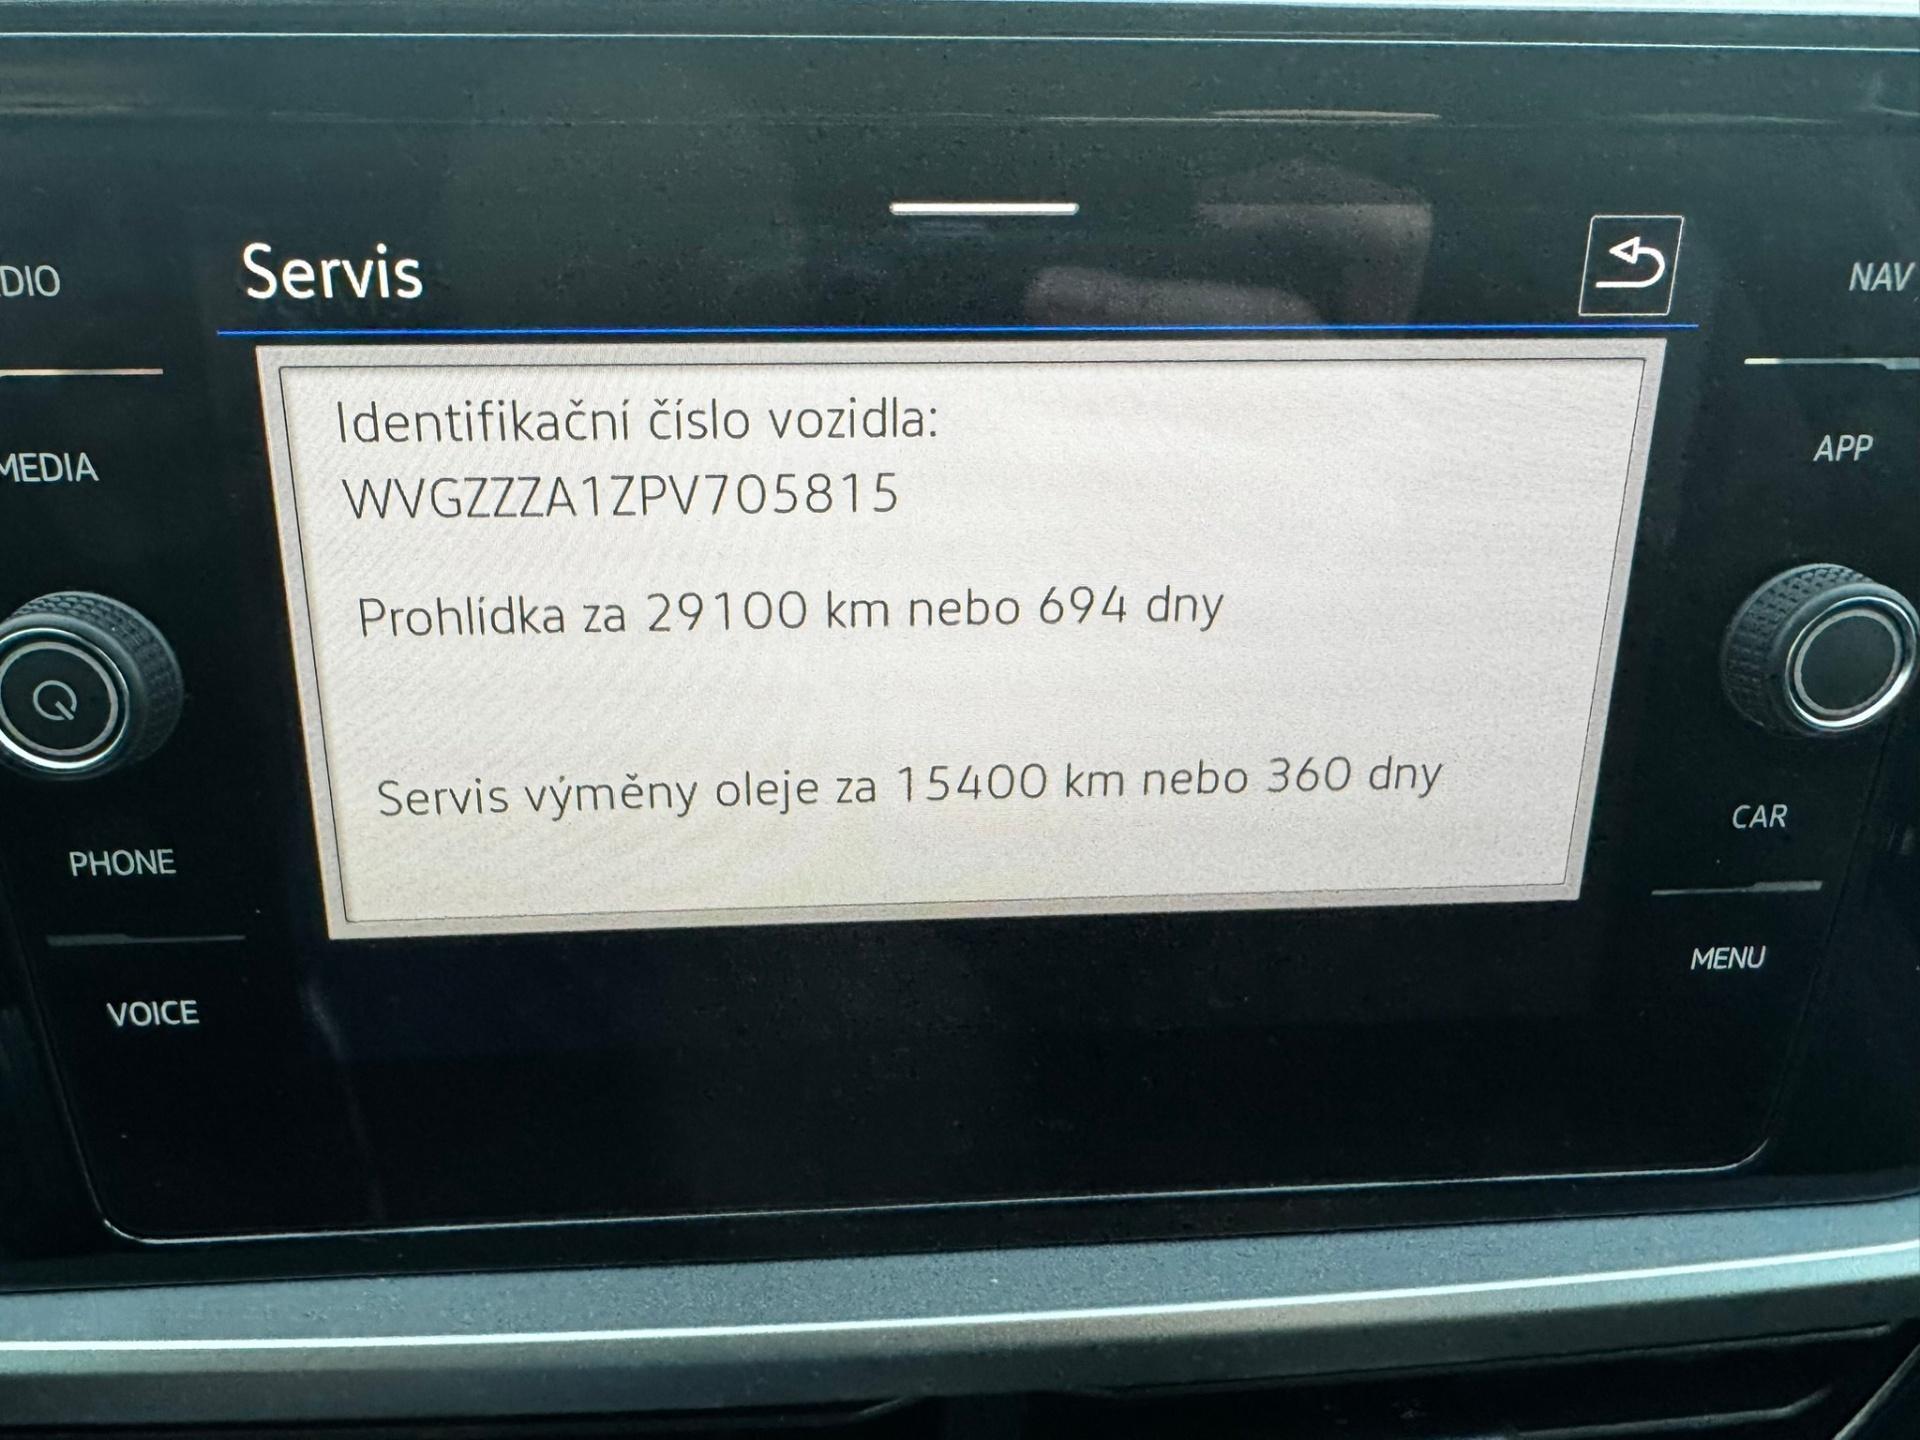 Servis
DIO
MEDIA
PHONE
VOICE
Identifikační číslo vozidla:
WVGZZZA1ZPV705815
Prohlídka za 29100 km nebo 694 dny
Servis výměny oleje za 15400 km nebo 360 dny
NAV
APP
CAR
MENU